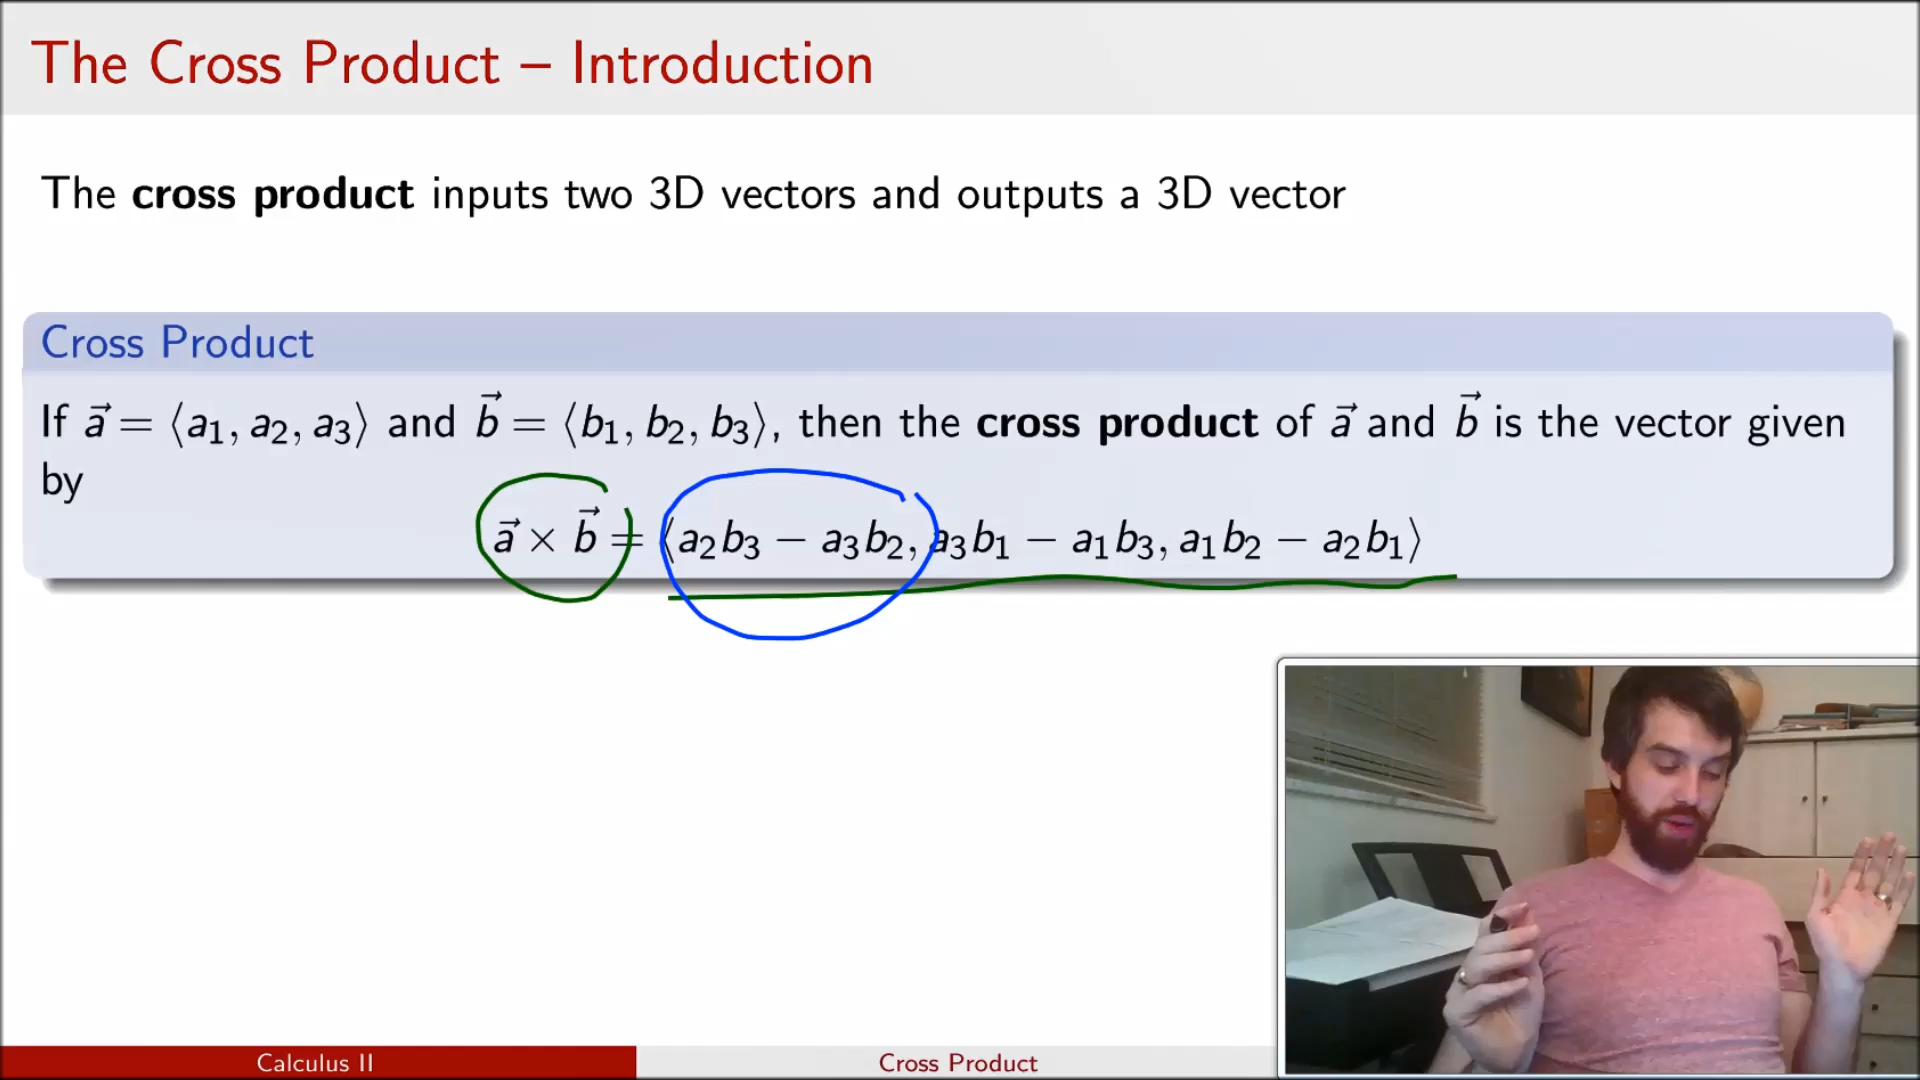 The Cross Product – Introduction
The cross product inputs two 3D vectors and outputs a 3D vector
Cross Product
If a⃗ = ⟨a₁, a₂, a₃⟩ and b⃗ = ⟨b₁, b₂, b₃⟩, then the cross product of a⃗ and b⃗ is the vector given
by
a⃗ × b⃗ = ⟨a₂b₃ − a₃b₂, a₃b₁ − a₁b₃, a₁b₂ − a₂b₁⟩
Calculus II
Cross Product